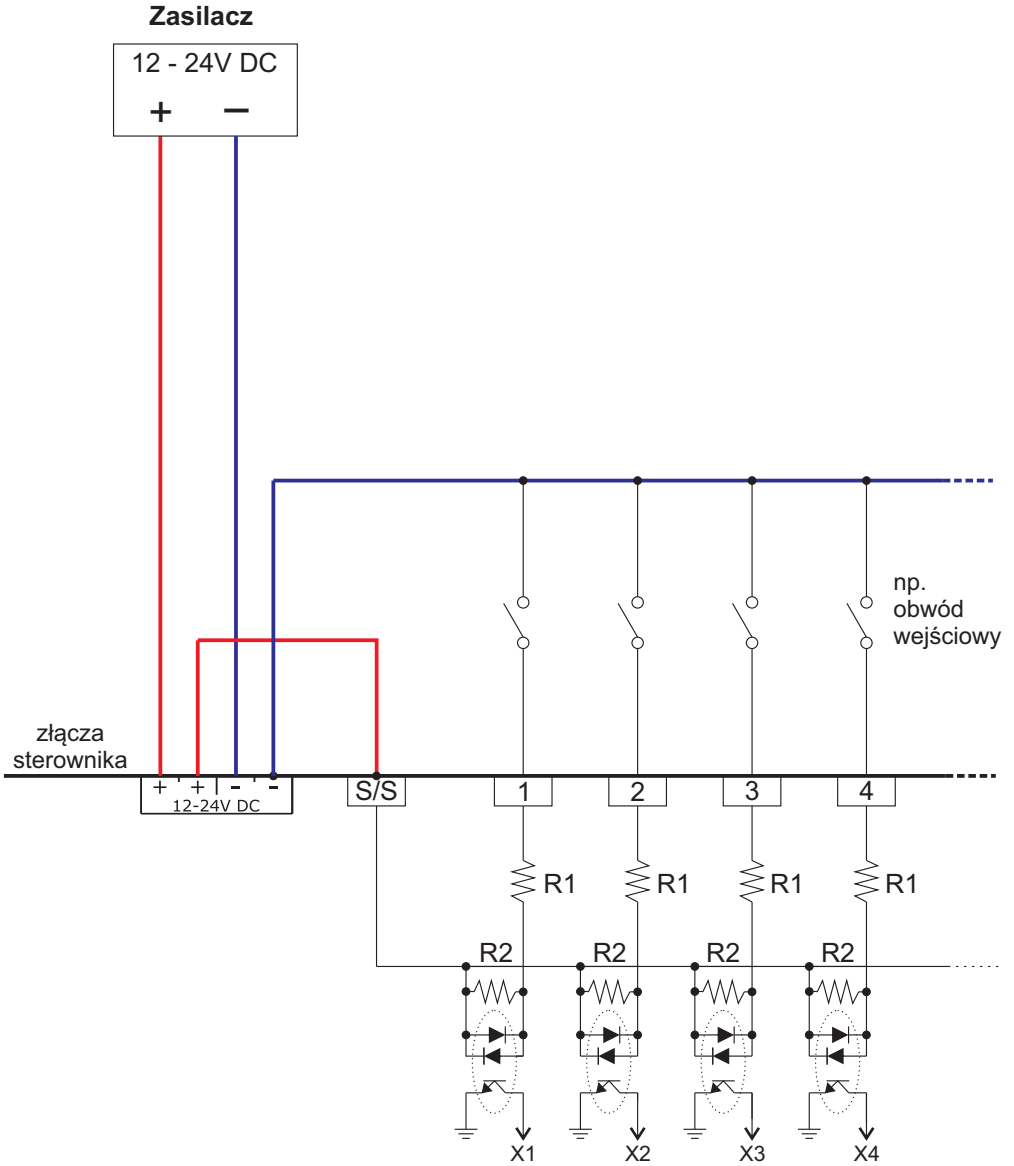 Zasilacz
12 - 24V DC
+ −
np.
obwód
wejściowy
złącza
sterownika
+ + - -
12-24V DC
S/S
1 2 3 4
R1 R1 R1 R1
R2 R2 R2 R2
X1 X2 X3 X4